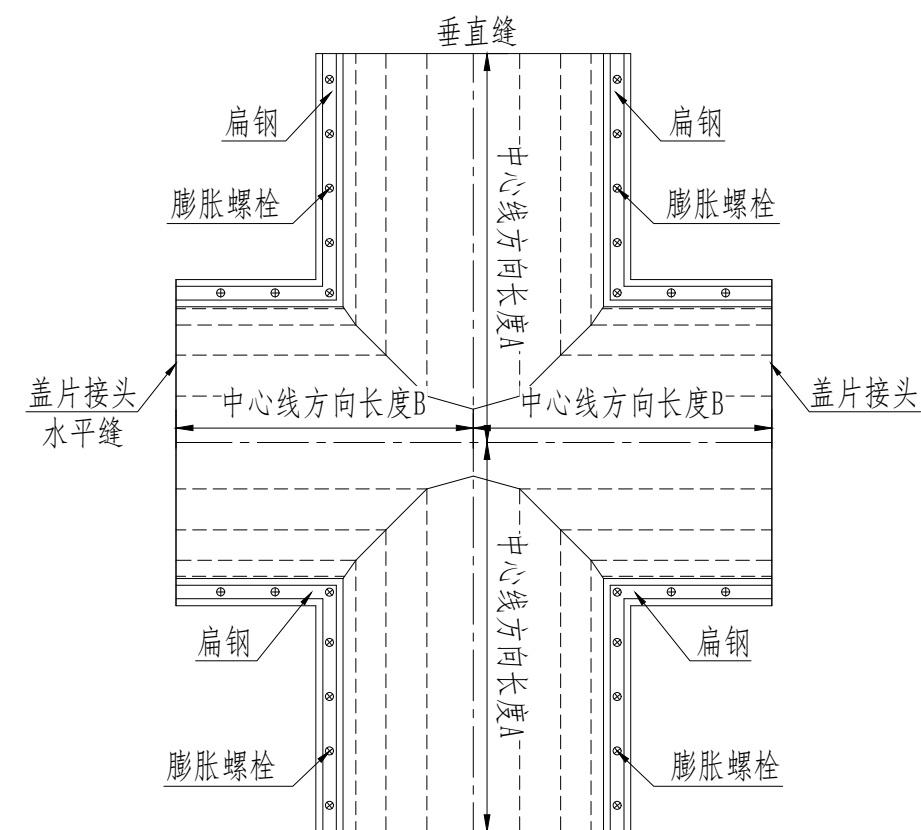 垂直缝
扁钢
扁钢
膨胀螺栓
膨胀螺栓
中心线方向长度A
盖片接头
水平缝
中心线方向长度B
中心线方向长度B
盖片接头
中心线方向长度A
扁钢
扁钢
膨胀螺栓
膨胀螺栓